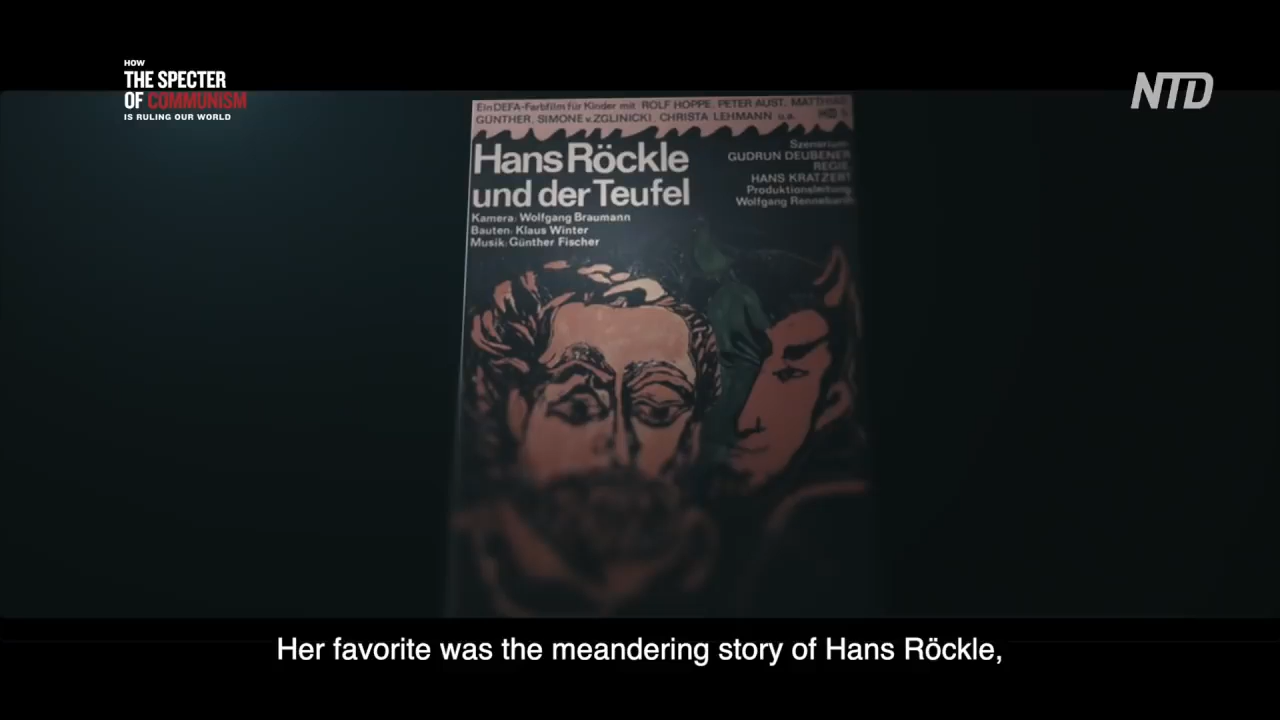 HOW
THE SPECTER
OF COMMUNISM
IS RULING OUR WORLD
NTD
Ein DEFA-Farbfilm für Kinder mit ROLF HOPPE, PETER AUST, MATTHIAS
GÜNTHER, SIMONE v. ZGLINICKI, CHRISTA LEHMANN u.a.
Hans Röckle
und der Teufel
Kamera: Wolfgang Braumann
Bauten: Klaus Winter
Musik: Günther Fischer
Szenarium:
GUDRUN DEUBENER
REGIE:
HANS KRATZERT
Produktionsleitung
Wolfgang Rennebarth
Her favorite was the meandering story of Hans Röckle,